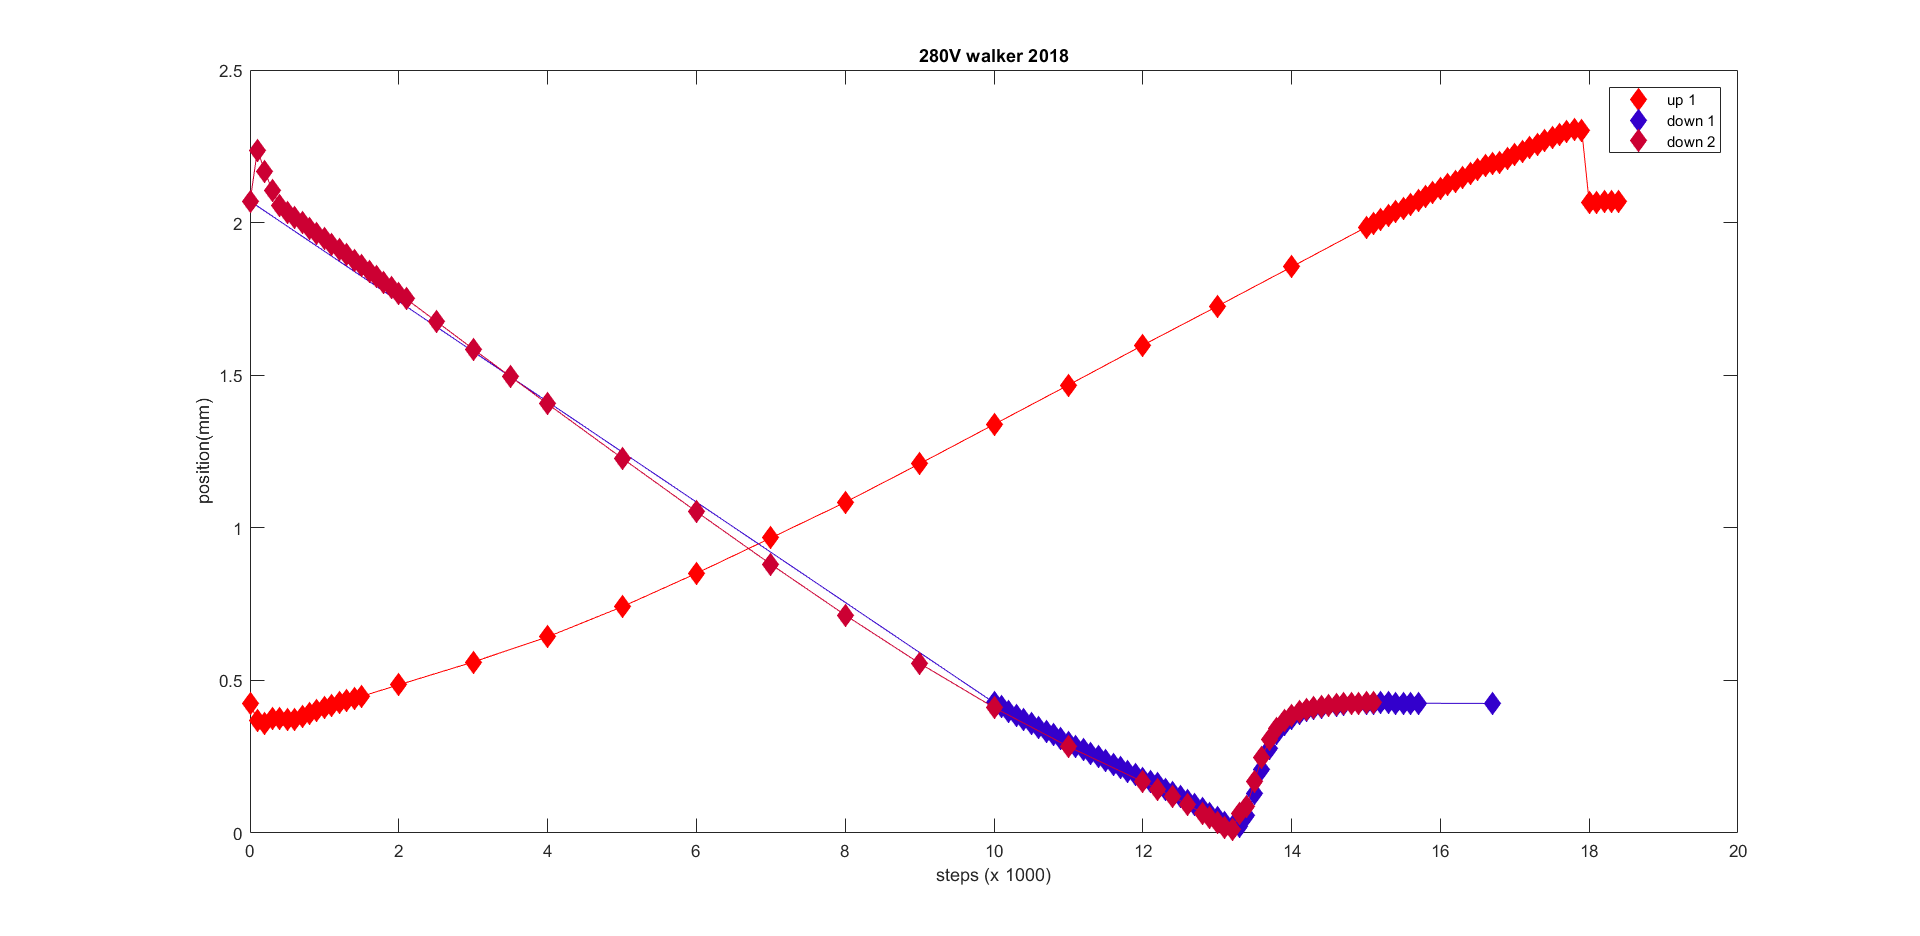 280V walker 2018
2.5
2
1.5
1
0.5
0
position(mm)
0 2 4 6 8 10 12 14 16 18 20
steps (x 1000)
up 1
down 1
down 2